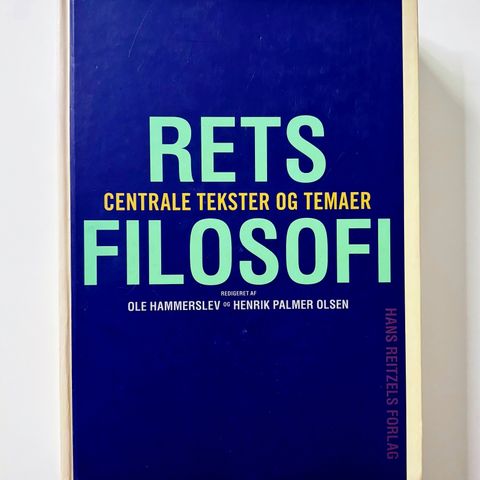 RETS
CENTRALE TEKSTER OG TEMAER
FILOSOFI
REDIGERET AF
OLE HAMMERSLEV OG HENRIK PALMER OLSEN
HANS REITZELS FORLAG